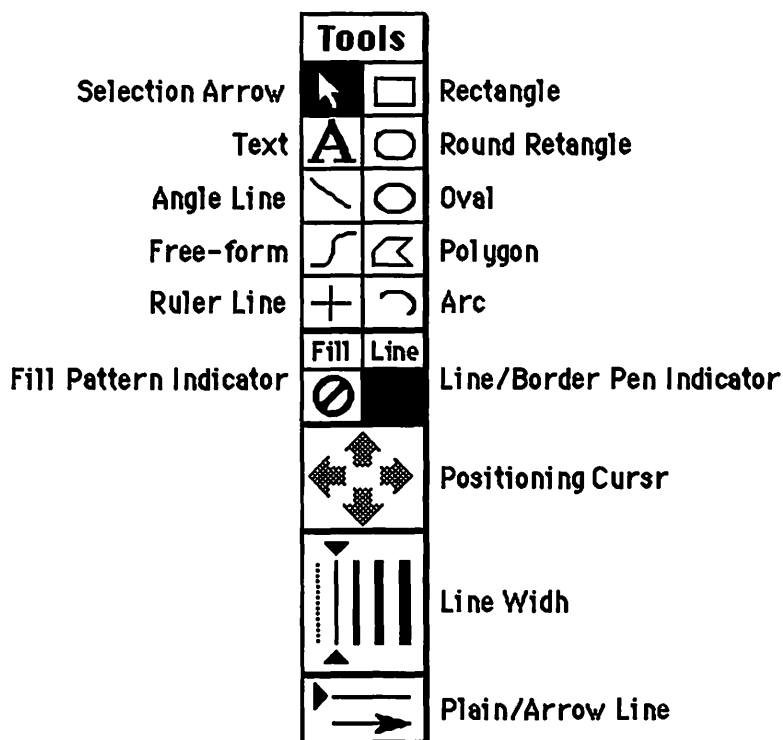 Tools
Selection Arrow
Rectangle
Text
A
Round Retangle
Angle Line
Oval
Free-form
Polygon
Ruler Line
Arc
Fill
Line
Fill Pattern Indicator
Line/Border Pen Indicator
Positioning Cursr
Line Widh
Plain/Arrow Line